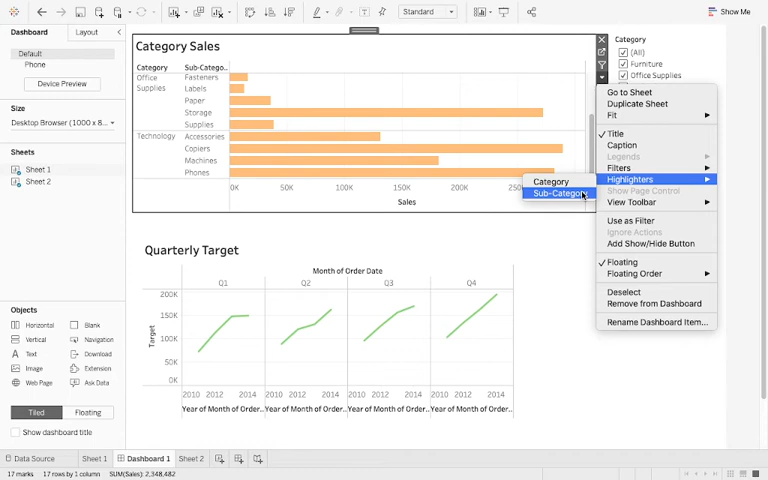 Standard
Show Me
Dashboard
Layout
Default
Phone
Device Preview
Size
Desktop Browser (1000 x 8...
Sheets
Sheet 1
Sheet 2
Objects
Horizontal
Blank
Vertical
Navigation
Text
Download
Image
Extension
Web Page
Ask Data
Tiled
Floating
Show dashboard title
Category Sales
Category
Sub-Catego..
Office
Supplies
Fasteners
Labels
Paper
Storage
Supplies
Technology
Accessories
Copiers
Machines
Phones
0K
50K
100K
150K
200K
Sales
Category
Sub-Category
Category
(All)
Furniture
Office Supplies
Go to Sheet
Duplicate Sheet
Fit
Title
Caption
Legends
Filters
Highlighters
Show Page Control
View Toolbar
Use as Filter
Ignore Actions
Add Show/Hide Button
Floating
Floating Order
Deselect
Remove from Dashboard
Rename Dashboard Item...
Quarterly Target
Month of Order Date
Q1
Q2
Q3
Q4
200K
150K
100K
50K
0K
Target
2010 2012 2014
2010 2012 2014
2010 2012 2014
2010 2012 2014
Year of Month of Order..
Year of Month of Order..
Year of Month of Order..
Year of Month of Order..
Data Source
Sheet 1
Dashboard 1
Sheet 2
17 marks
17 rows by 1 column
SUM(Sales): 2,348,482